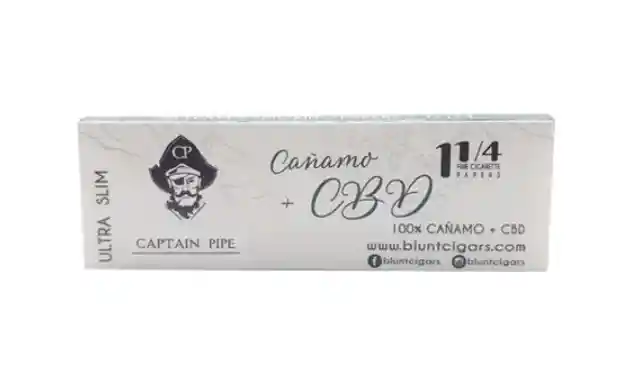 ULTRA SLIM
CP
CAPTAIN PIPE
Cañamo
+ CBD
1 1/4
FINE CIGARETTE
PAPERS
100% CAÑAMO + CBD
www.bluntcigars.com
bluntcigars
bluntcigars